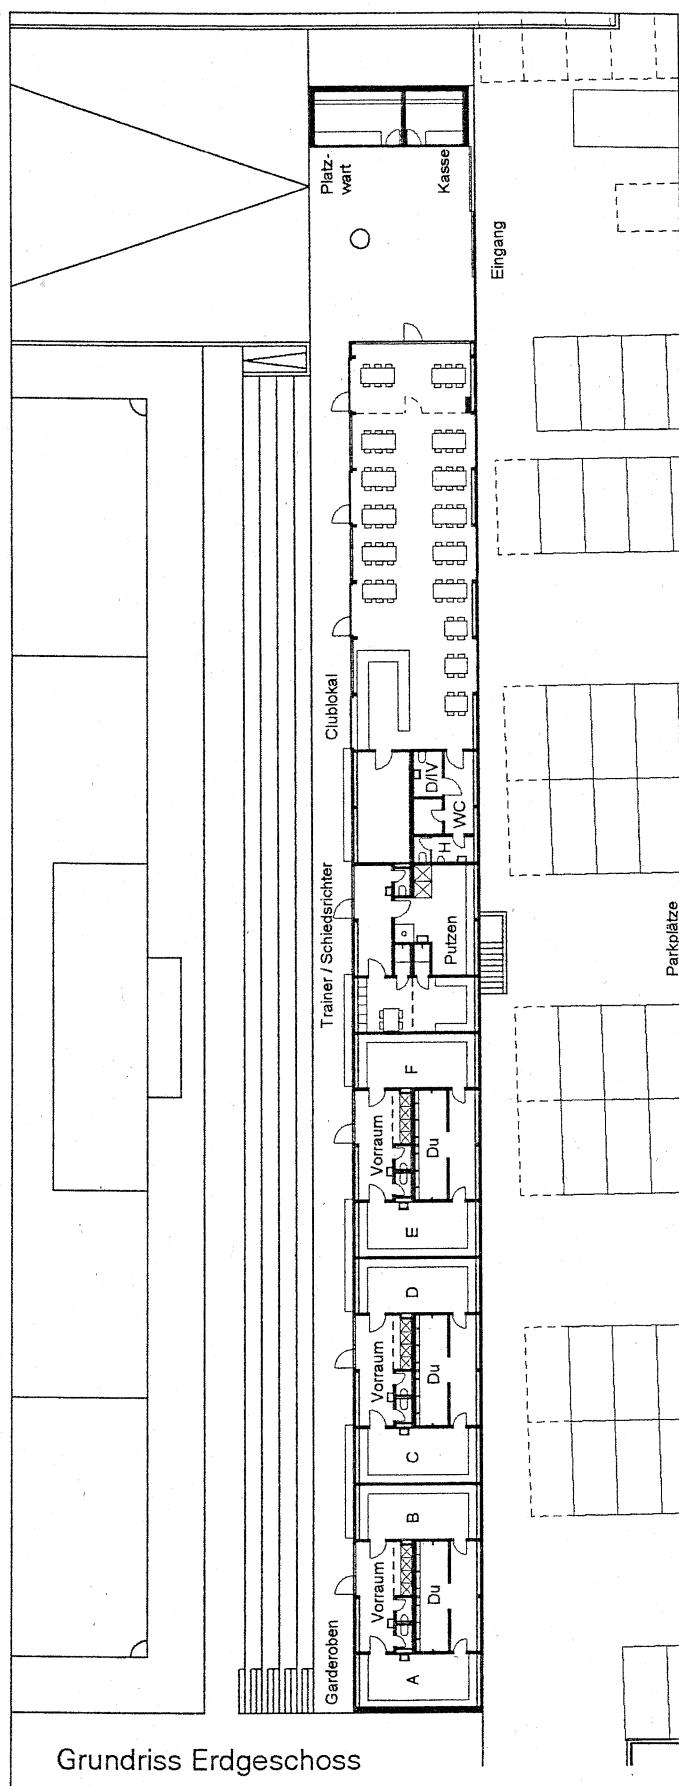 Platz-
wart
Kasse
Eingang
Clublokal
D/IV
WC
H
Trainer / Schiedsrichter
Putzen
Parkplätze
F
Vorraum
Du
E
D
Vorraum
Du
C
B
Vorraum
Du
A
Garderoben
Grundriss Erdgeschoss